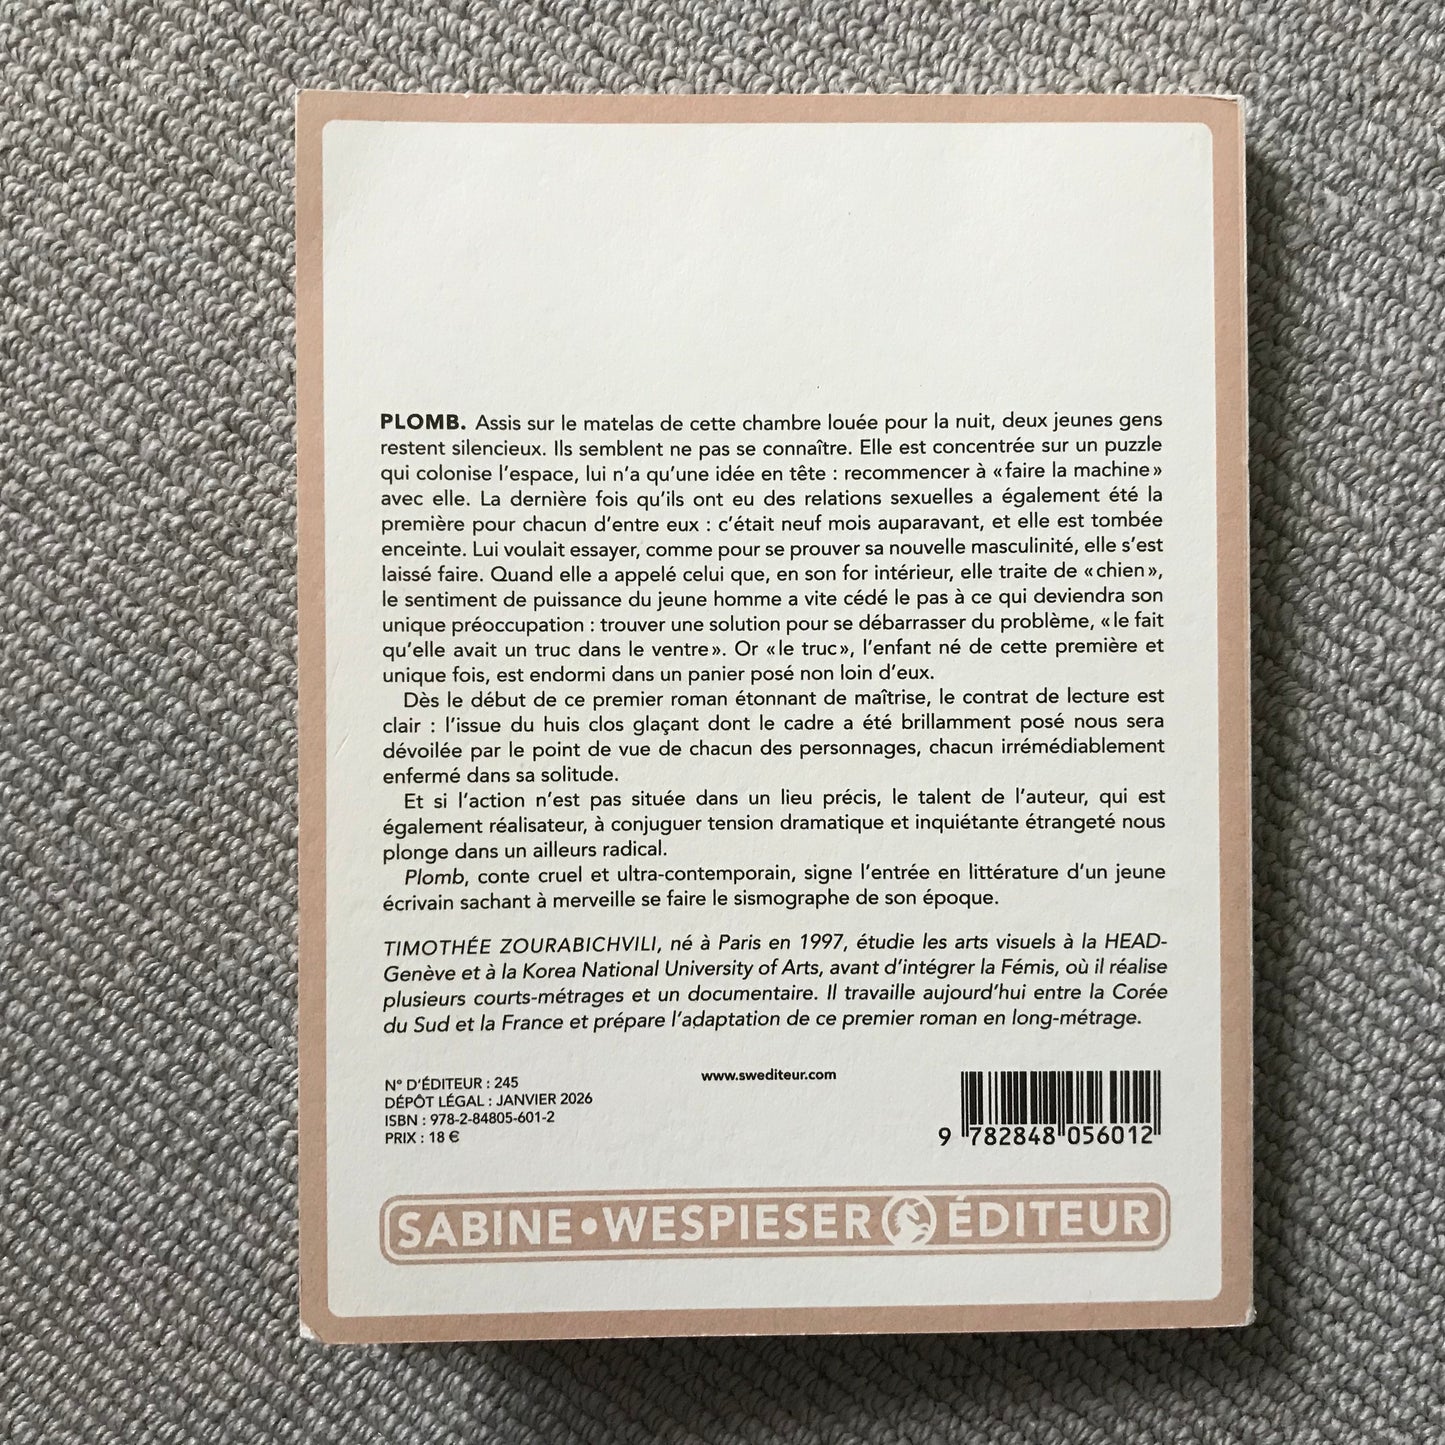 PLOMB. Assis sur le matelas de cette chambre louée pour la nuit, deux jeunes gens
restent silencieux. Ils semblent ne pas se connaître. Elle est concentrée sur un puzzle
qui colonise l’espace, lui n’a qu’une idée en tête : recommencer à «faire la machine»
avec elle. La dernière fois qu’ils ont eu des relations sexuelles a également été la
première pour chacun d’entre eux : c’était neuf mois auparavant, et elle est tombée
enceinte. Lui voulait essayer, comme pour se prouver sa nouvelle masculinité, elle s’est
laissé faire. Quand elle a appelé celui que, en son for intérieur, elle traite de «chien»,
le sentiment de puissance du jeune homme a vite cédé le pas à ce qui deviendra son
unique préoccupation : trouver une solution pour se débarrasser du problème, «le fait
qu’elle avait un truc dans le ventre». Or «le truc», l’enfant né de cette première et
unique fois, est endormi dans un panier posé non loin d’eux.
Dès le début de ce premier roman étonnant de maîtrise, le contrat de lecture est
clair : l’issue du huis clos glaçant dont le cadre a été brillamment posé nous sera
dévoilée par le point de vue de chacun des personnages, chacun irrémédiablement
enfermé dans sa solitude.
Et si l’action n’est pas située dans un lieu précis, le talent de l’auteur, qui est
également réalisateur, à conjuguer tension dramatique et inquiétante étrangeté nous
plonge dans un ailleurs radical.
Plomb, conte cruel et ultra-contemporain, signe l’entrée en littérature d’un jeune
écrivain sachant à merveille se faire le sismographe de son époque.
TIMOTHÉE ZOURABICHVILI, né à Paris en 1997, étudie les arts visuels à la HEAD-
Genève et à la Korea National University of Arts, avant d’intégrer la Fémis, où il réalise
plusieurs courts-métrages et un documentaire. Il travaille aujourd’hui entre la Corée
du Sud et la France et prépare l’adaptation de ce premier roman en long-métrage.
N° D’ÉDITEUR : 245
DÉPÔT LÉGAL : JANVIER 2026
ISBN : 978-2-84805-601-2
PRIX : 18 €
www.swediteur.com
9 782848 056012
SABINE • WESPIESER ÉDITEUR